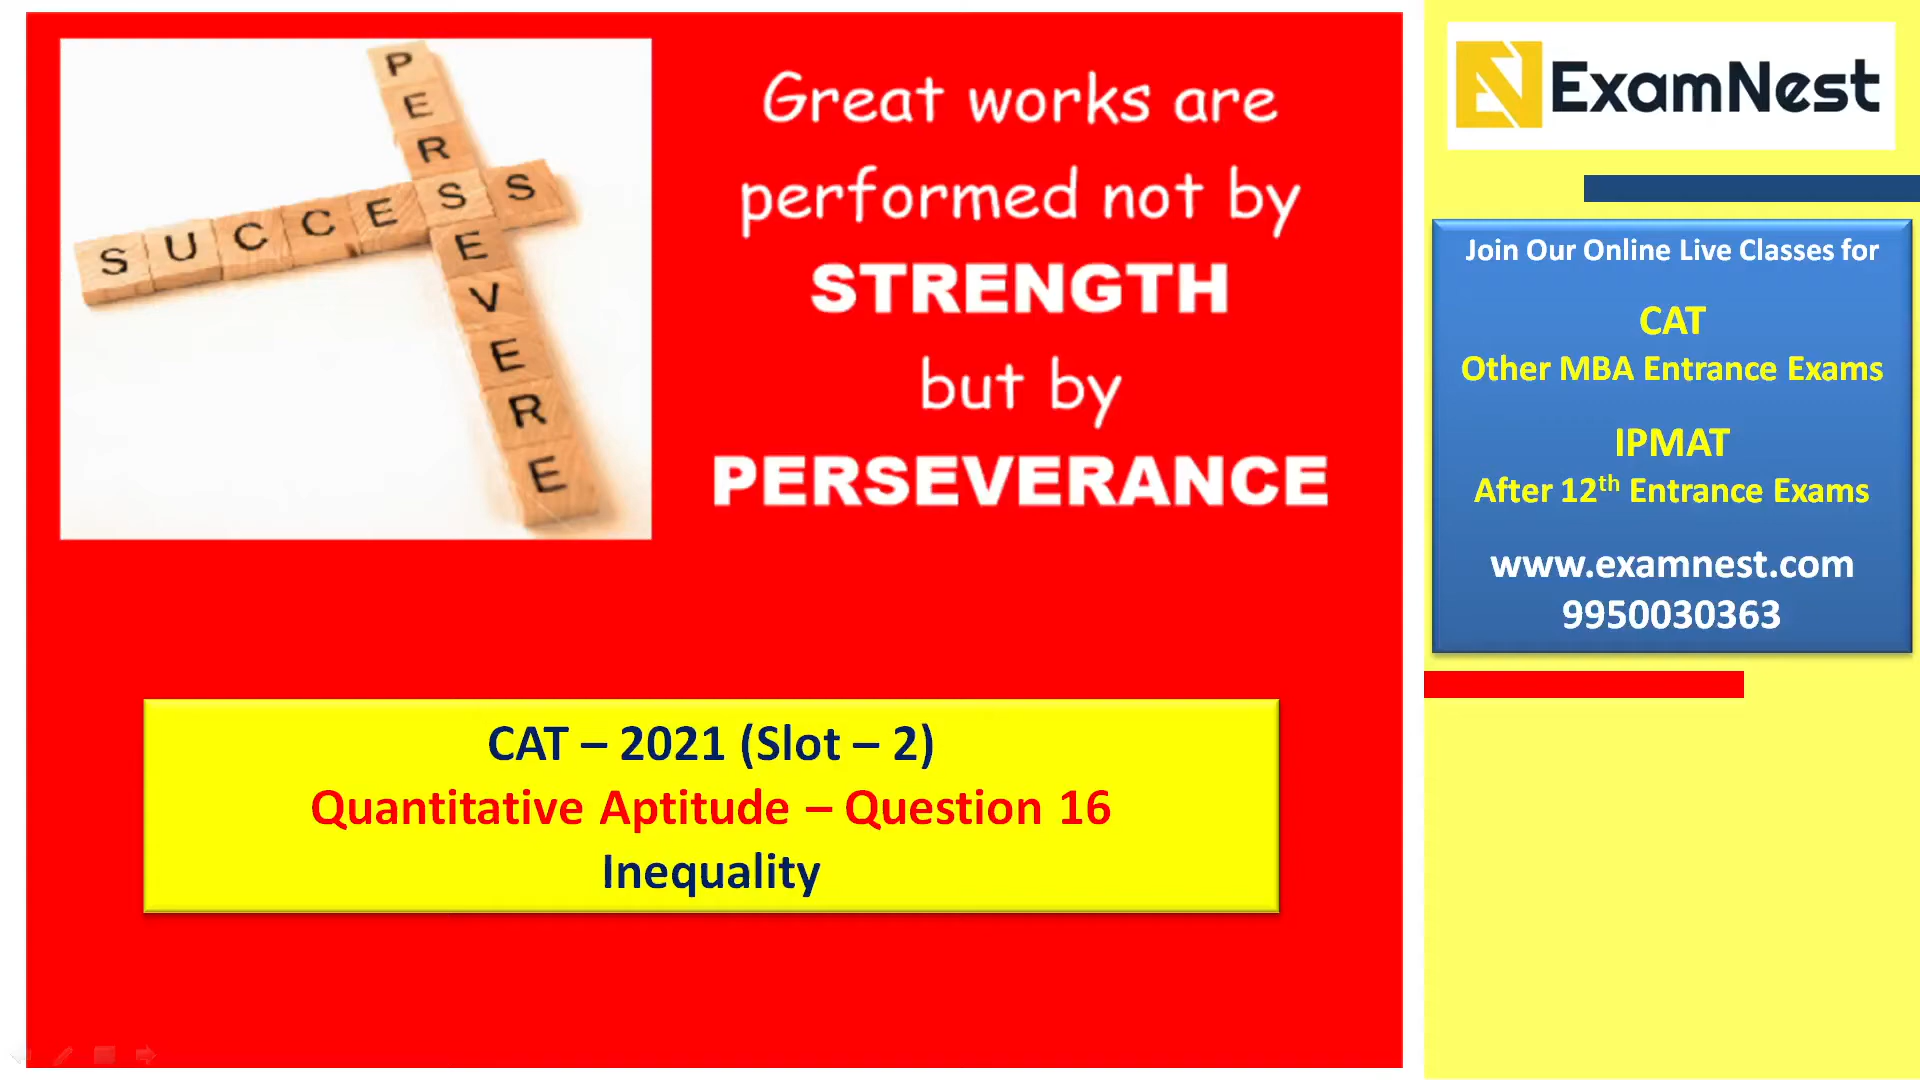 PERSEVERE
SUCCESS
Great works are
performed not by
STRENGTH
but by
PERSEVERANCE
CAT – 2021 (Slot – 2)
Quantitative Aptitude – Question 16
Inequality
ExamNest
Join Our Online Live Classes for
CAT
Other MBA Entrance Exams
IPMAT
After 12th Entrance Exams
www.examnest.com
9950030363